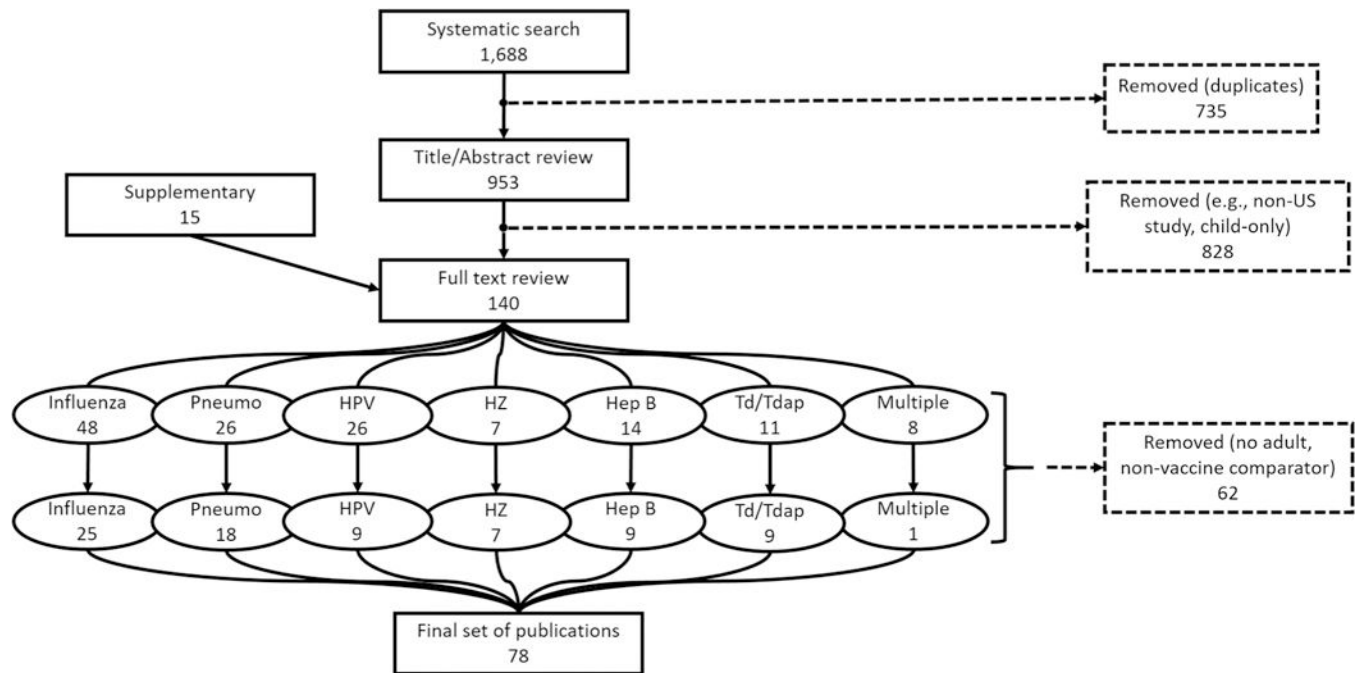 Systematic search
1,688
Removed (duplicates)
735
Title/Abstract review
953
Supplementary
15
Removed (e.g., non-US
study, child-only)
828
Full text review
140
Influenza
48
Pneumo
26
HPV
26
HZ
7
Hep B
14
Td/Tdap
11
Multiple
8
Removed (no adult,
non-vaccine comparator)
62
Influenza
25
Pneumo
18
HPV
9
HZ
7
Hep B
9
Td/Tdap
9
Multiple
1
Final set of publications
78